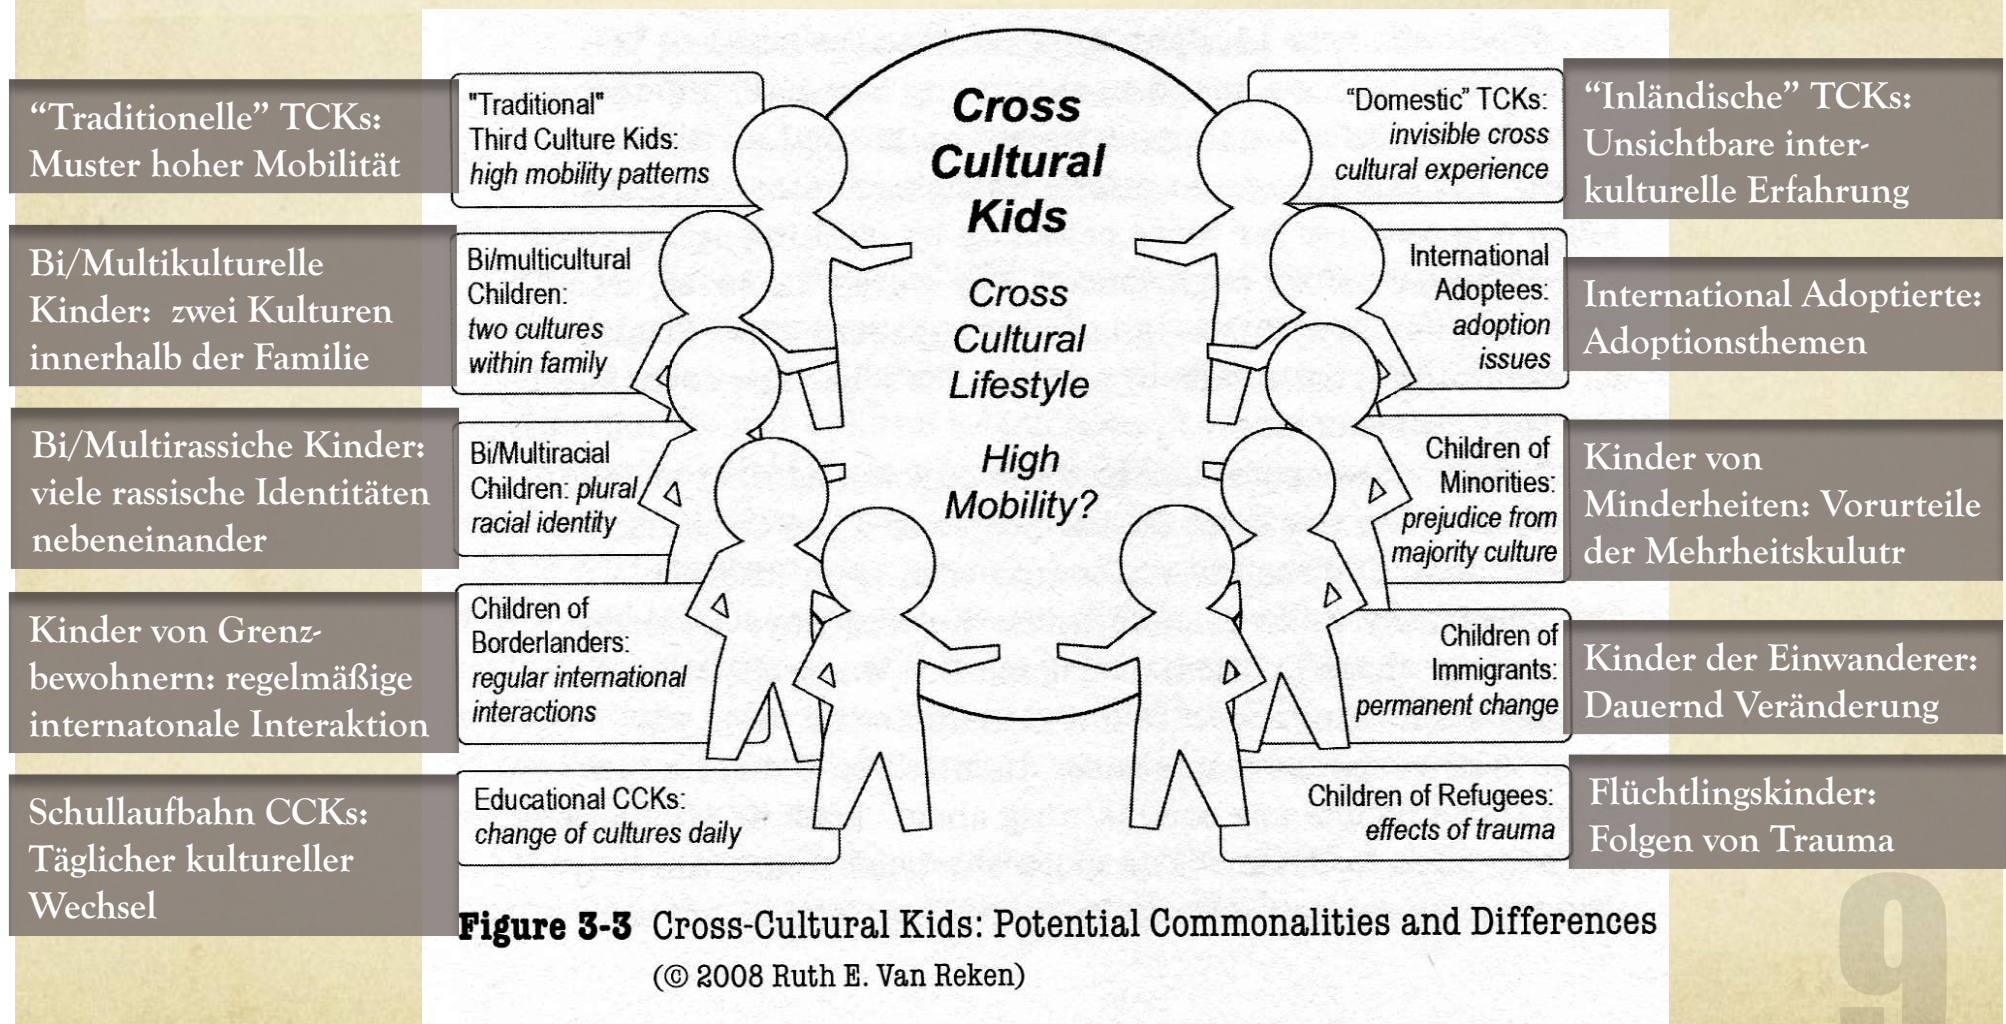 “Traditionelle” TCKs:
Muster hoher Mobilität
Bi/Multikulturelle
Kinder:  zwei Kulturen
innerhalb der Familie
Bi/Multirassiche Kinder:
viele rassische Identitäten
nebeneinander
Kinder von Grenz-
bewohnern: regelmäßige
internatonale Interaktion
Schullaufbahn CCKs:
Täglicher kultureller
Wechsel
"Traditional"
Third Culture Kids:
high mobility patterns
Bi/multicultural
Children:
two cultures
within family
Bi/Multiracial
Children: plural
racial identity
Children of
Borderlanders:
regular international
interactions
Educational CCKs:
change of cultures daily
Cross
Cultural
Kids
Cross
Cultural
Lifestyle
High
Mobility?
“Domestic” TCKs:
invisible cross
cultural experience
International
Adoptees:
adoption
issues
Children of
Minorities:
prejudice from
majority culture
Children of
Immigrants:
permanent change
Children of Refugees:
effects of trauma
“Inländische” TCKs:
Unsichtbare inter-
kulturelle Erfahrung
International Adoptierte:
Adoptionsthemen
Kinder von
Minderheiten: Vorurteile
der Mehrheitskulutr
Kinder der Einwanderer:
Dauernd Veränderung
Flüchtlingskinder:
Folgen von Trauma
Figure 3-3 Cross-Cultural Kids: Potential Commonalities and Differences
(© 2008 Ruth E. Van Reken)
9